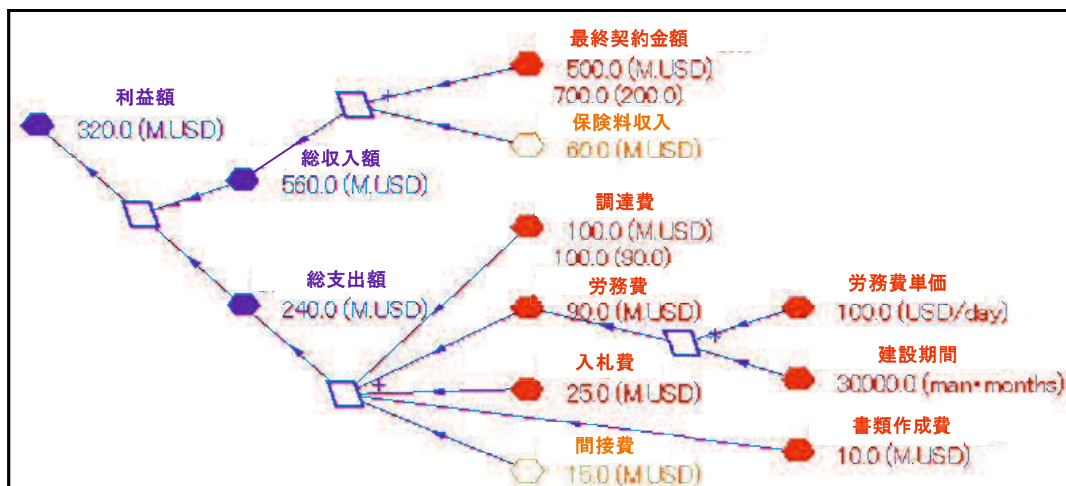 最終契約金額
500.0 (M.USD)
700.0 (200.0)
利益額
320.0 (M.USD)
保険料収入
60.0 (M.USD)
総収入額
560.0 (M.USD)
調達費
100.0 (M.USD)
100.0 (90.0)
総支出額
240.0 (M.USD)
労務費
90.0 (M.USD)
労務費単価
100.0 (USD/day)
入札費
25.0 (M.USD)
建設期間
30000.0 (man・months)
間接費
15.0 (M.USD)
書類作成費
10.0 (M.USD)